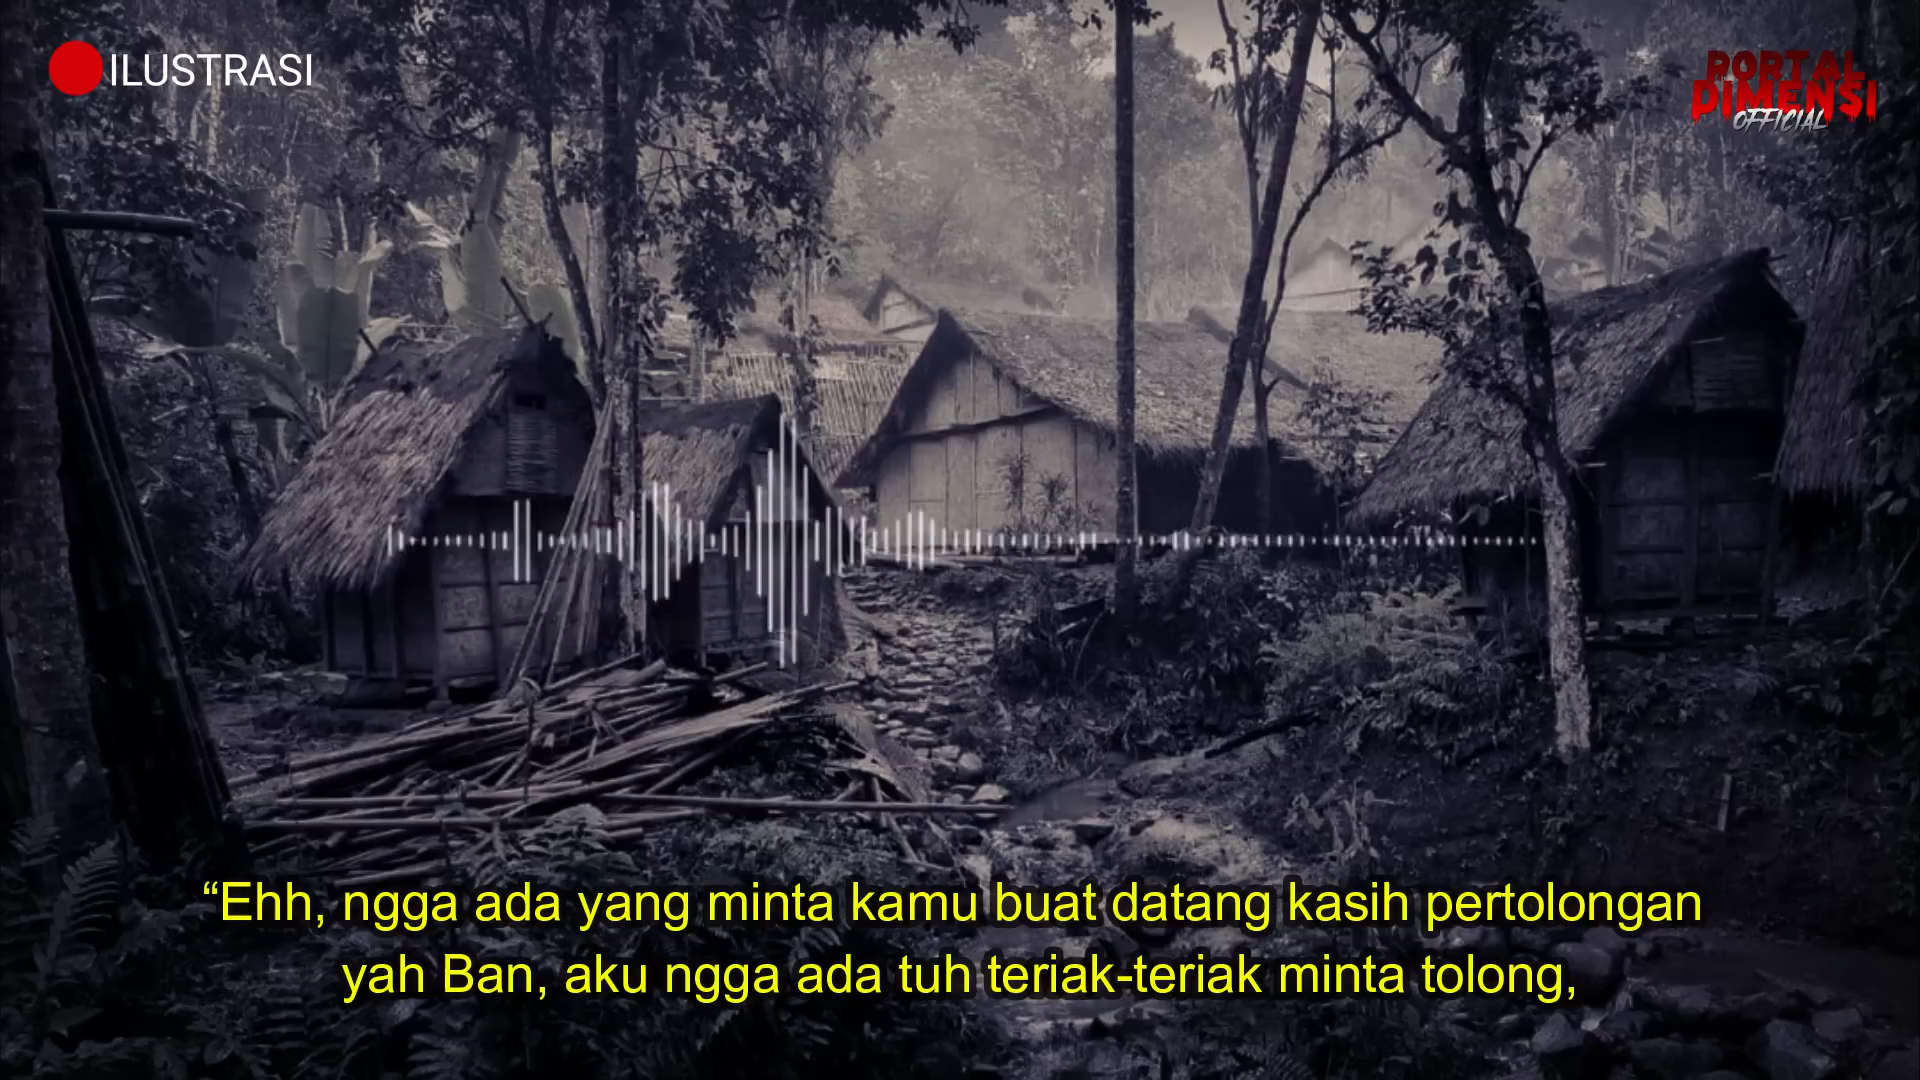 ILUSTRASI
PORTAL
DIMENSI
OFFICIAL
“Ehh, ngga ada yang minta kamu buat datang kasih pertolongan
yah Ban, aku ngga ada tuh teriak-teriak minta tolong,